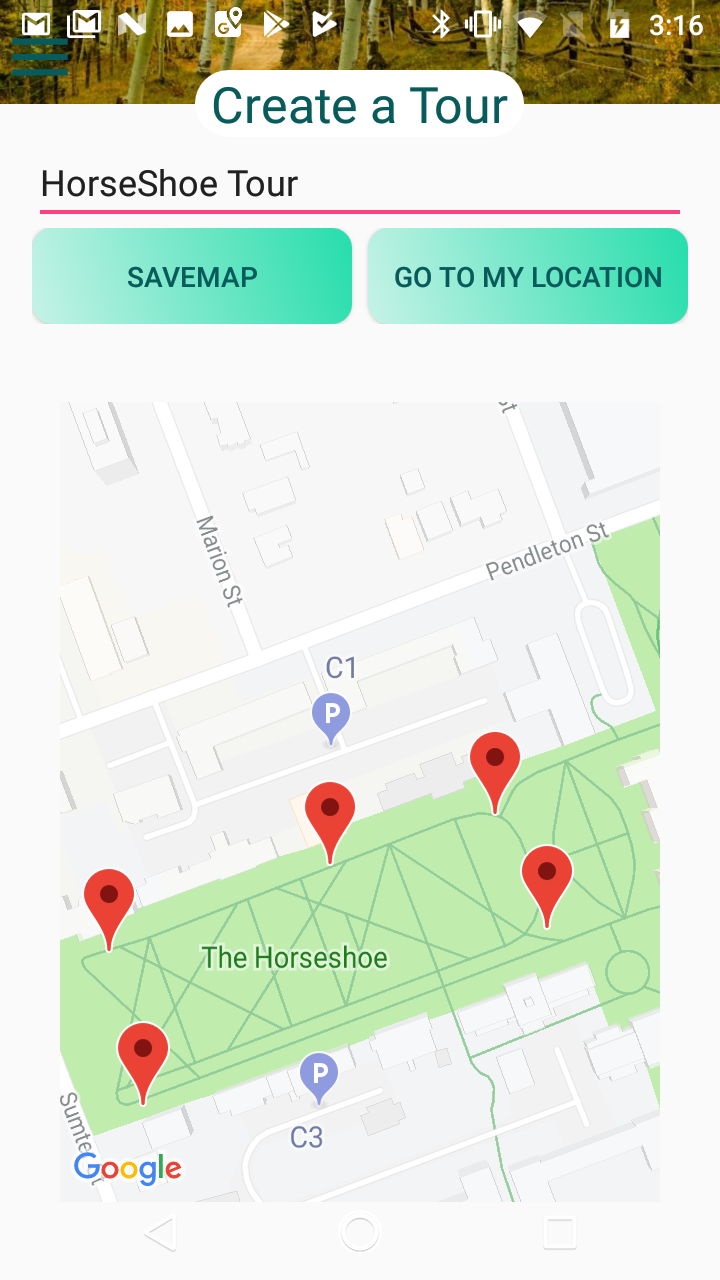 3:16
Create a Tour
HorseShoe Tour
SAVEMAP
GO TO MY LOCATION
st
Marion St
Pendleton St
C1
P
The Horseshoe
P
C3
Google